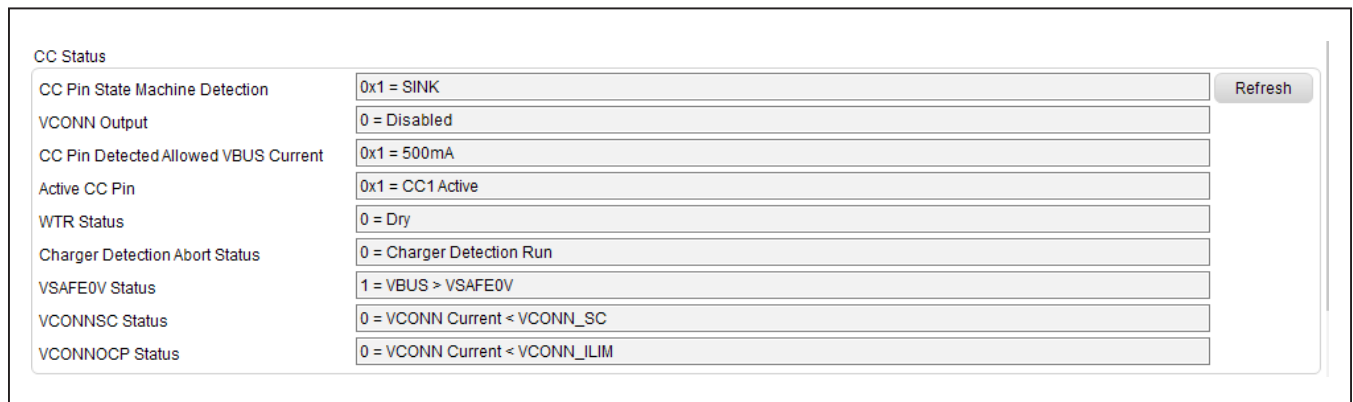 CC Status
CC Pin State Machine Detection 0x1 = SINK Refresh
VCONN Output 0 = Disabled
CC Pin Detected Allowed VBUS Current 0x1 = 500mA
Active CC Pin 0x1 = CC1 Active
WTR Status 0 = Dry
Charger Detection Abort Status 0 = Charger Detection Run
VSAFE0V Status 1 = VBUS > VSAFE0V
VCONNSC Status 0 = VCONN Current < VCONN_SC
VCONNOCP Status 0 = VCONN Current < VCONN_ILIM